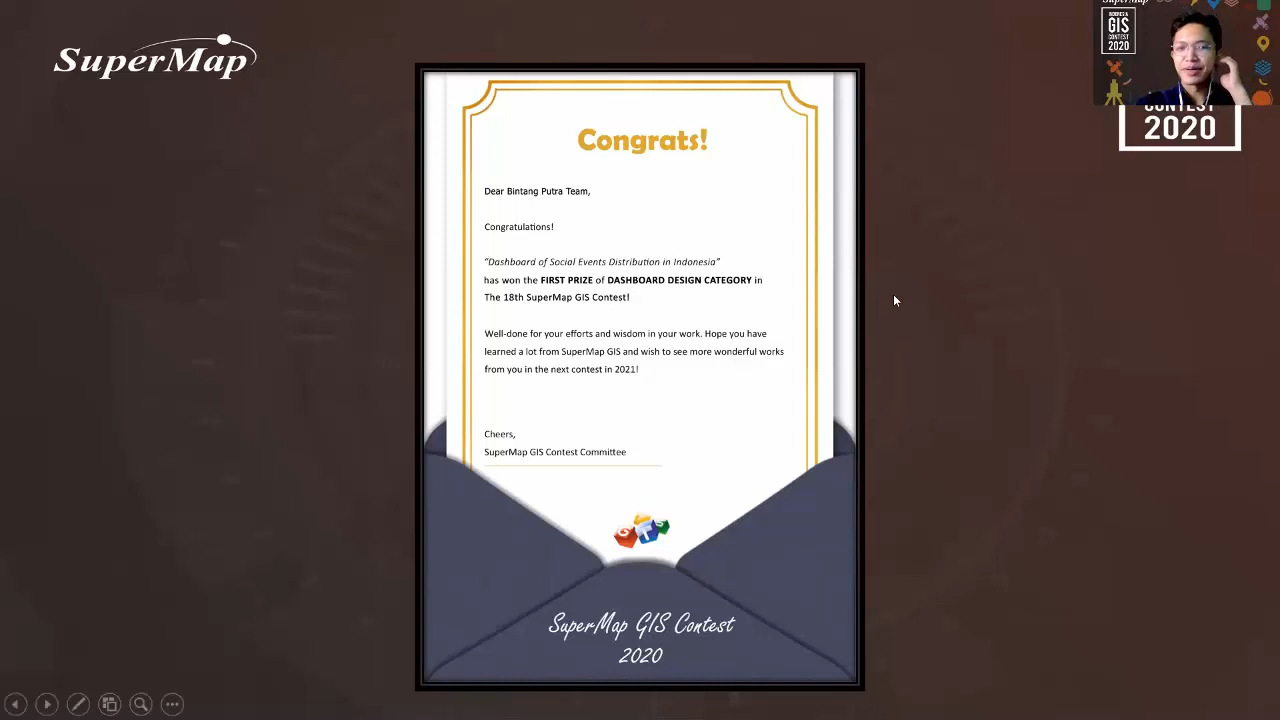 SuperMap
SuperMap
GIS
CONTEST
2020
CONTEST
2020
Congrats!
Dear Bintang Putra Team,
Congratulations!
“Dashboard of Social Events Distribution in Indonesia”
has won the FIRST PRIZE of DASHBOARD DESIGN CATEGORY in
The 18th SuperMap GIS Contest!
Well-done for your efforts and wisdom in your work. Hope you have
learned a lot from SuperMap GIS and wish to see more wonderful works
from you in the next contest in 2021!
Cheers,
SuperMap GIS Contest Committee
G I S
SuperMap GIS Contest
2020